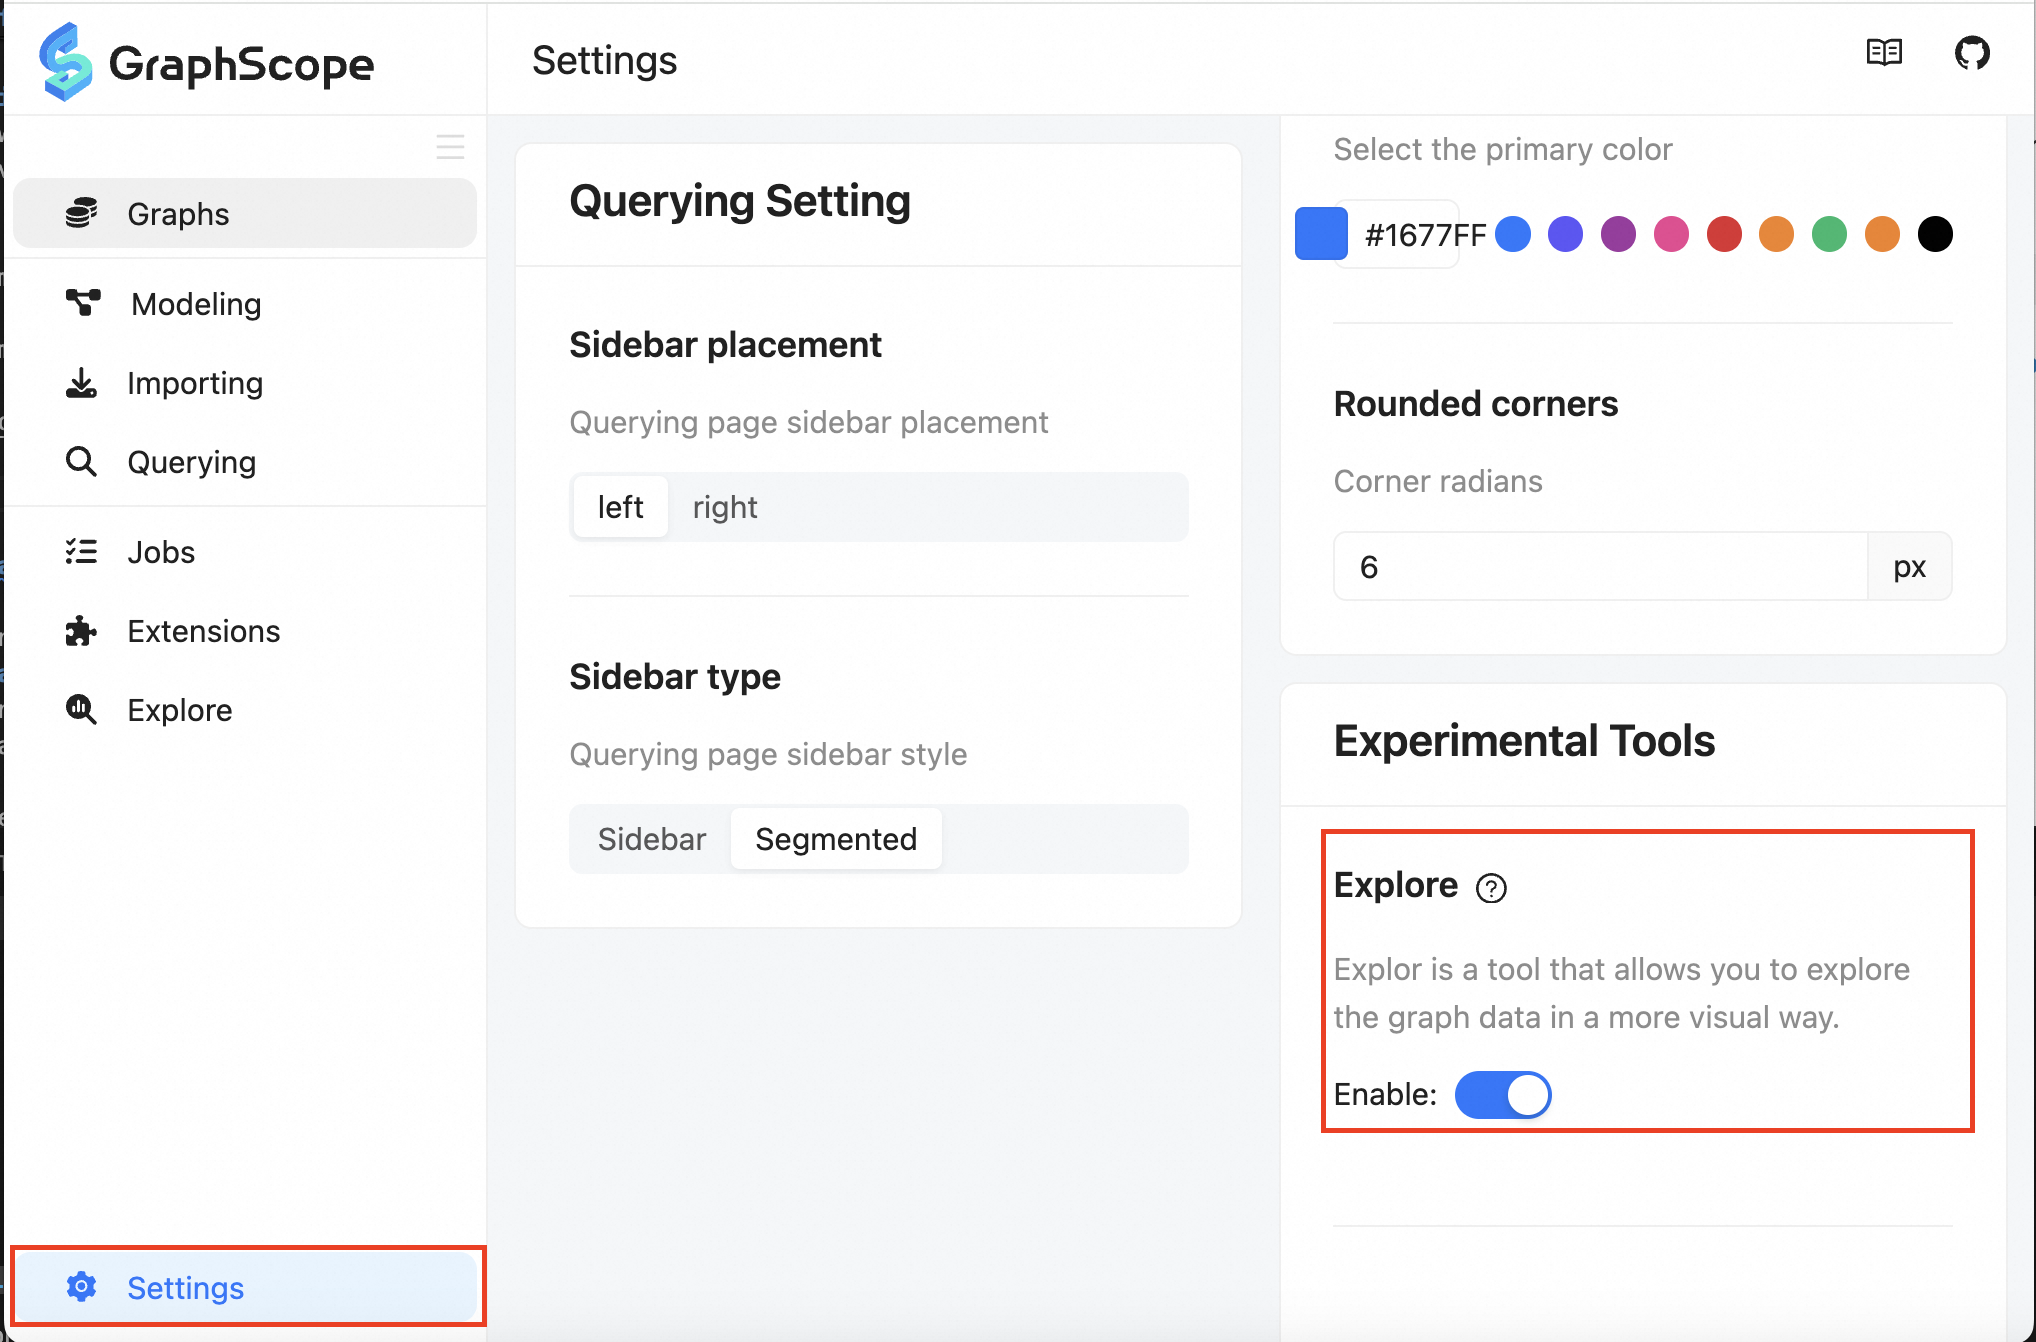 GraphScope
Settings
Graphs
Modeling
Importing
Querying
Jobs
Extensions
Explore
Settings
Querying Setting
Sidebar placement
Querying page sidebar placement
left right
Sidebar type
Querying page sidebar style
Sidebar Segmented
Select the primary color
#1677FF
Rounded corners
Corner radians
6 px
Experimental Tools
Explore ?
Explor is a tool that allows you to explore
the graph data in a more visual way.
Enable: